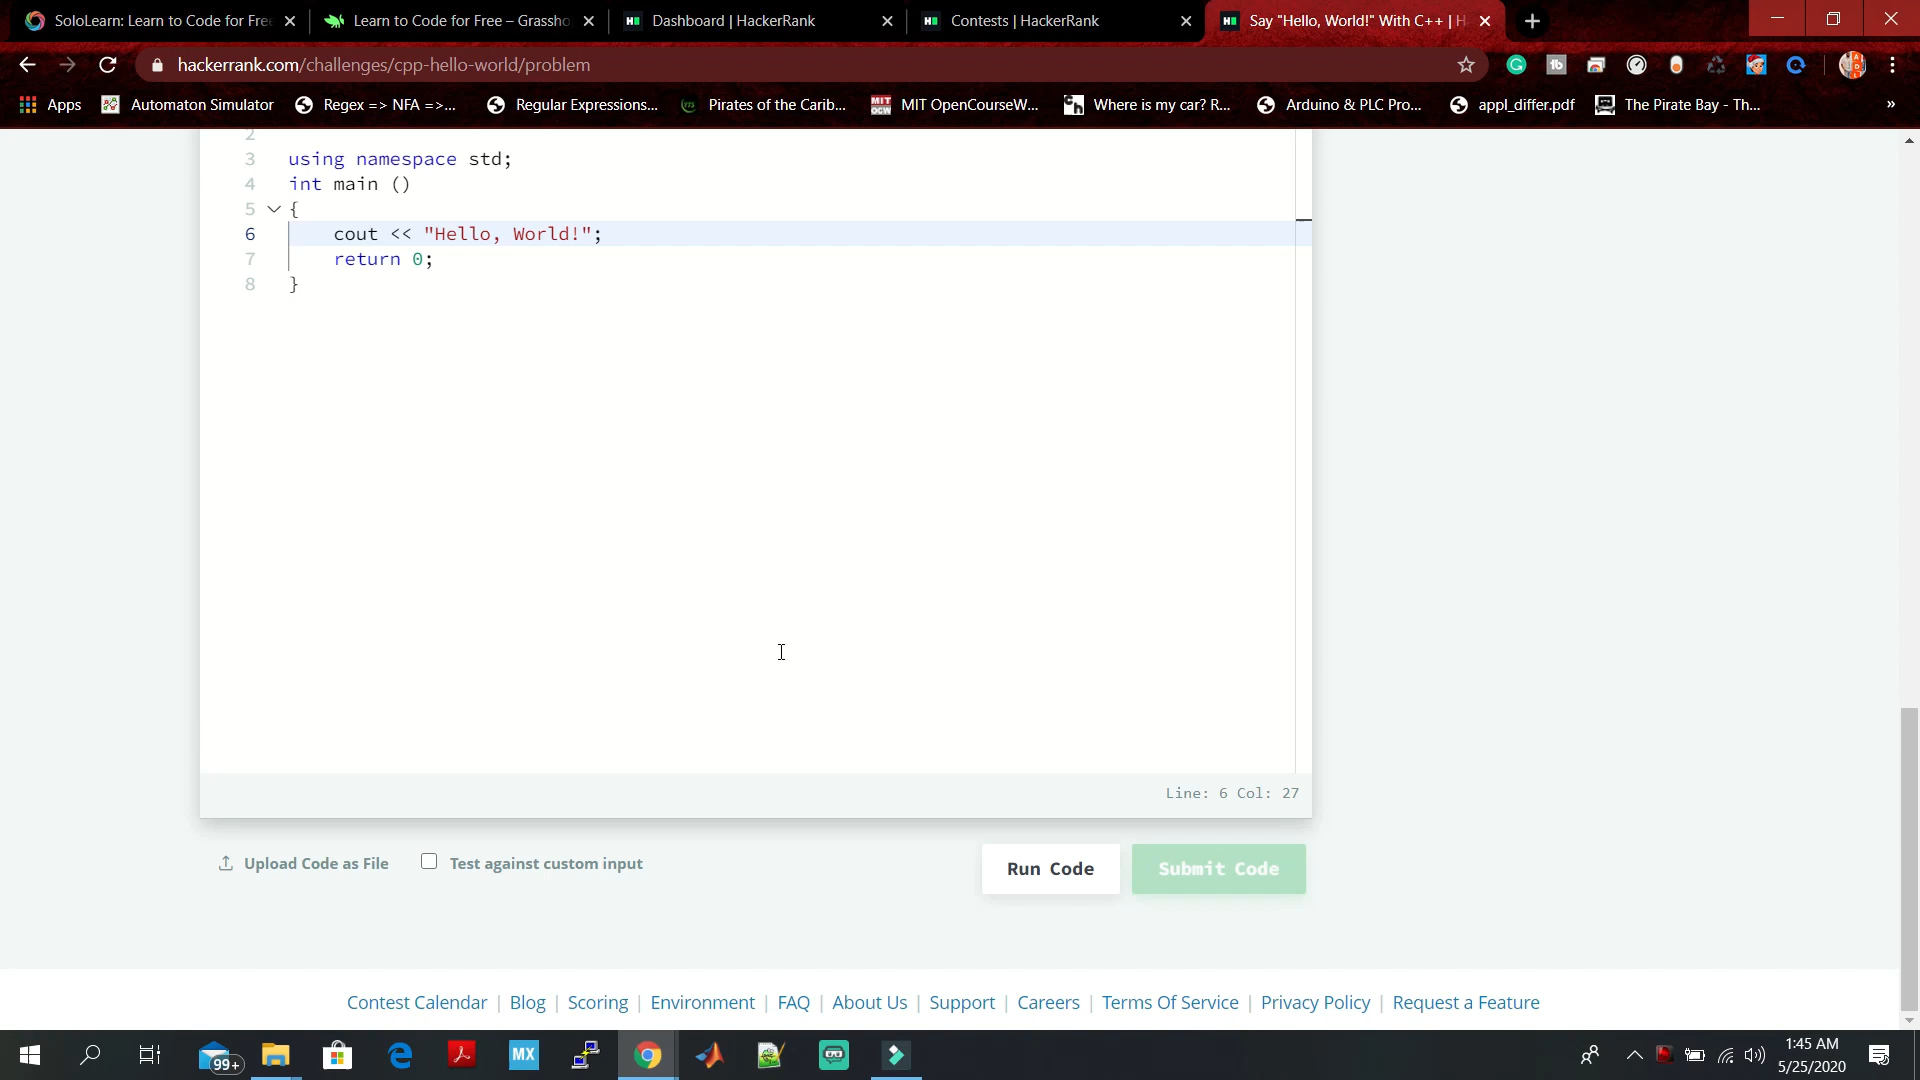 SoloLearn: Learn to Code for Free
Learn to Code for Free – Grassho
Dashboard | HackerRank
Contests | HackerRank
Say "Hello, World!" With C++ | H
hackerrank.com/challenges/cpp-hello-world/problem
Apps
Automaton Simulator
Regex => NFA =>...
Regular Expressions...
Pirates of the Carib...
MIT OpenCourseW...
Where is my car? R...
Arduino & PLC Pro...
appl_differ.pdf
The Pirate Bay - Th...
»
2
3 using namespace std;
4 int main ()
5 {
6 cout << "Hello, World!";
7 return 0;
8 }
Line: 6 Col: 27
Upload Code as File
Test against custom input
Run Code
Submit Code
Contest Calendar | Blog | Scoring | Environment | FAQ | About Us | Support | Careers | Terms Of Service | Privacy Policy | Request a Feature
99+
MX
1:45 AM
5/25/2020